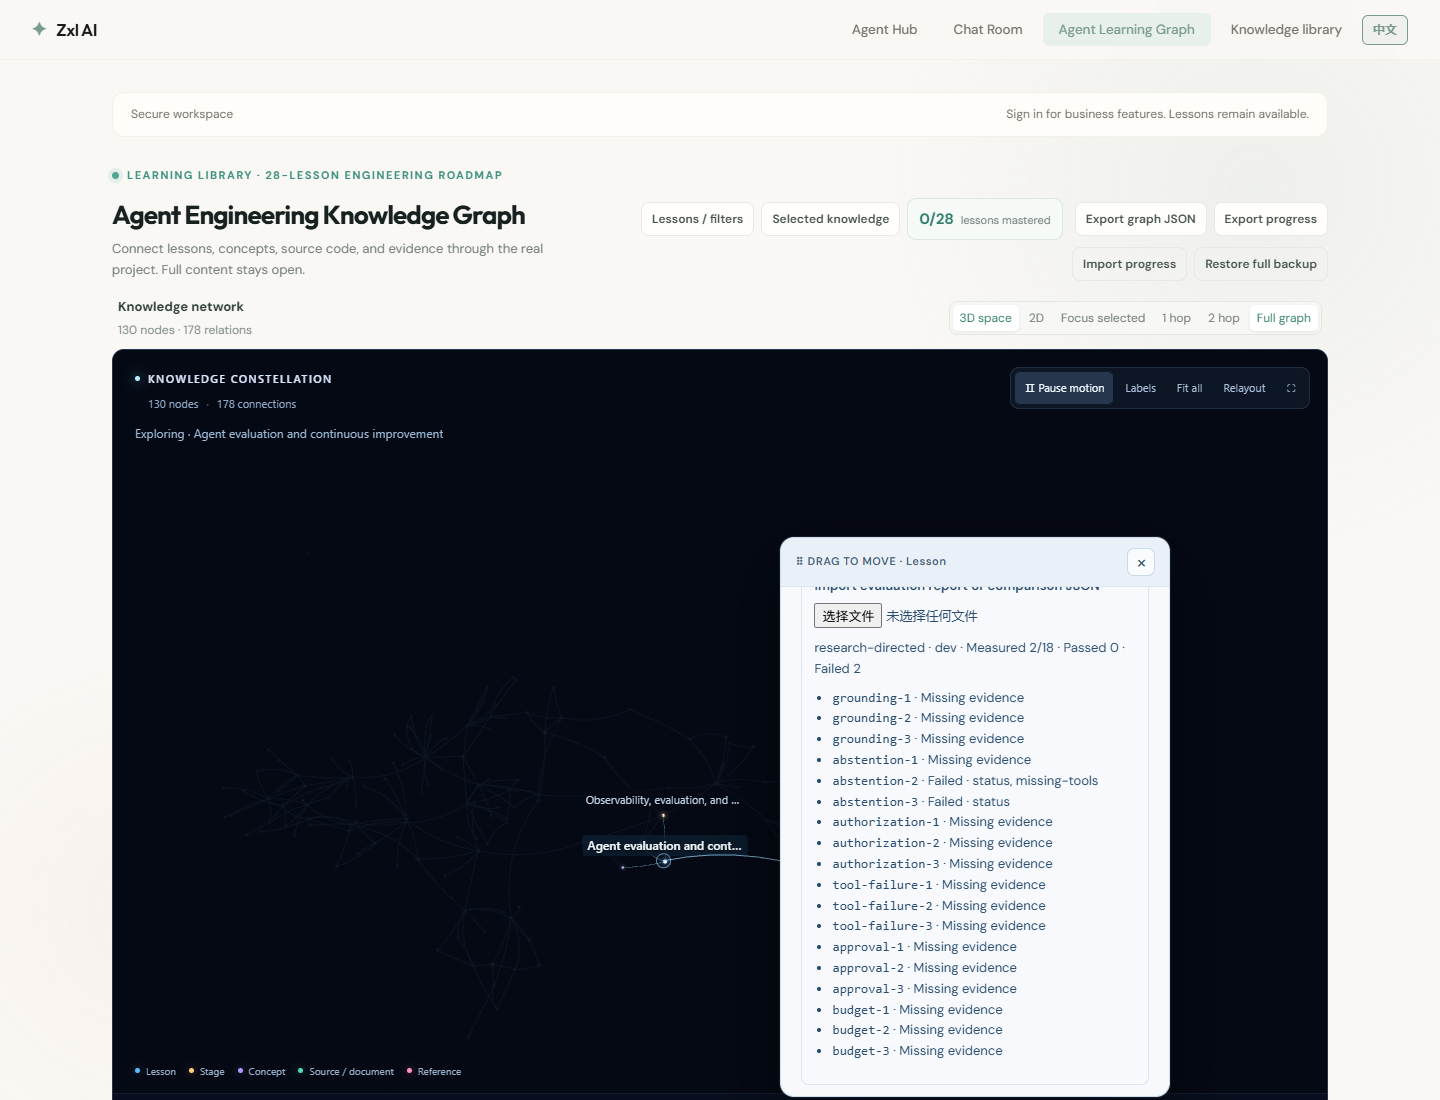 Zxl AI
Agent Hub
Chat Room
Agent Learning Graph
Knowledge library
中文
Secure workspace
Sign in for business features. Lessons remain available.
LEARNING LIBRARY · 28-LESSON ENGINEERING ROADMAP
Agent Engineering Knowledge Graph
Connect lessons, concepts, source code, and evidence through the real
project. Full content stays open.
Lessons / filters
Selected knowledge
0/28 lessons mastered
Export graph JSON
Export progress
Import progress
Restore full backup
Knowledge network
130 nodes · 178 relations
3D space
2D
Focus selected
1 hop
2 hop
Full graph
KNOWLEDGE CONSTELLATION
130 nodes · 178 connections
Exploring · Agent evaluation and continuous improvement
Pause motion
Labels
Fit all
Relayout
DRAG TO MOVE · Lesson
×
Import evaluation report or comparison JSON
选择文件 未选择任何文件
research-directed · dev · Measured 2/18 · Passed 0 ·
Failed 2
grounding-1 · Missing evidence
grounding-2 · Missing evidence
grounding-3 · Missing evidence
abstention-1 · Missing evidence
abstention-2 · Failed · status, missing-tools
abstention-3 · Failed · status
authorization-1 · Missing evidence
authorization-2 · Missing evidence
authorization-3 · Missing evidence
tool-failure-1 · Missing evidence
tool-failure-2 · Missing evidence
tool-failure-3 · Missing evidence
approval-1 · Missing evidence
approval-2 · Missing evidence
approval-3 · Missing evidence
budget-1 · Missing evidence
budget-2 · Missing evidence
budget-3 · Missing evidence
Observability, evaluation, and ...
Agent evaluation and cont...
Lesson
Stage
Concept
Source / document
Reference